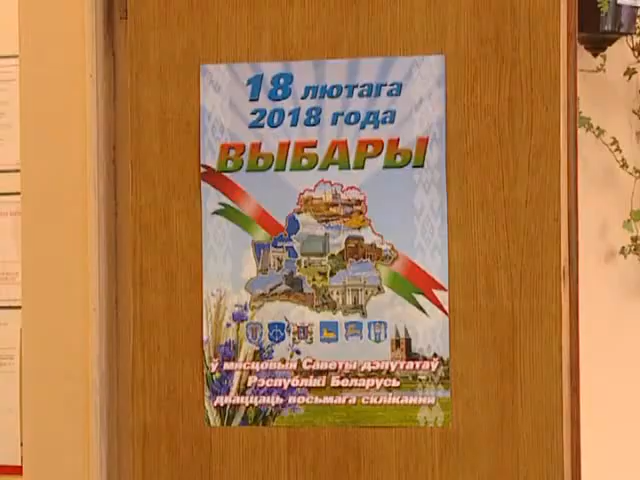 18 лютага
2018 года
ВЫБАРЫ
ў мясцовыя Саветы дэпутатаў
Рэспублікі Беларусь
дваццаць восьмага склікання